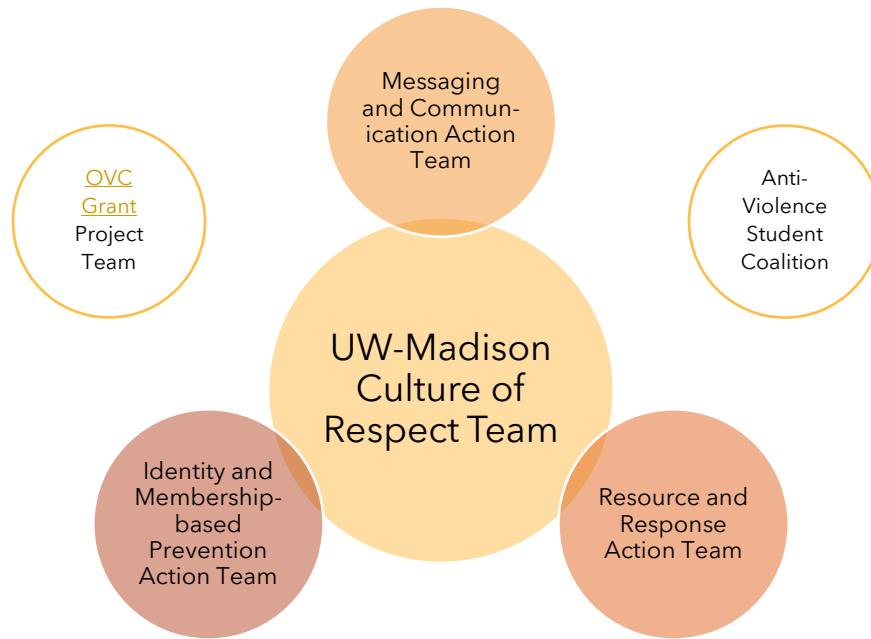 Messaging
and Commun-
ication Action
Team
OVC
Grant
Project
Team
Anti-
Violence
Student
Coalition
UW-Madison
Culture of
Respect Team
Identity and
Membership-
based
Prevention
Action Team
Resource and
Response
Action Team